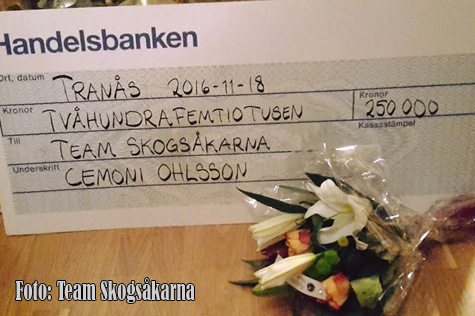 Handelsbanken
Ort, datum
TRANÅS 2016-11-18
Kronor
TVÅHUNDRAFEMTIOTUSEN
Kronor
250 000
Till
TEAM SKOGSÅKARNA
Kassastämpel
Underskrift
CEMONI OHLSSON
Foto: Team Skogsåkarna